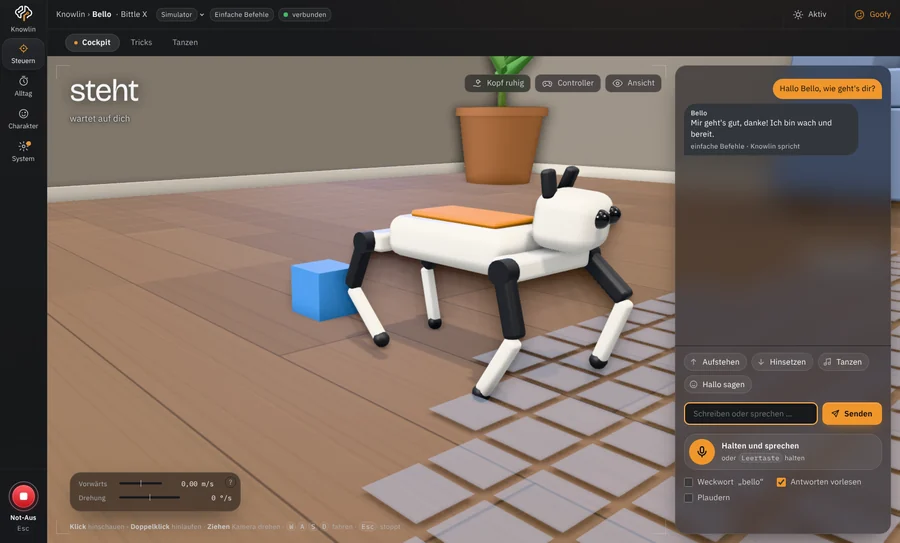 Knowlin
Knowlin › Bello · Bittle X
Simulator
Einfache Befehle
verbunden
Aktiv
Goofy
Steuern
Alltag
Charakter
System
Cockpit
Tricks
Tanzen
steht
wartet auf dich
Kopf ruhig
Controller
Ansicht
Hallo Bello, wie geht's dir?
Bello
Mir geht's gut, danke! Ich bin wach und
bereit.
einfache Befehle · Knowlin spricht
Aufstehen
Hinsetzen
Tanzen
Hallo sagen
Schreiben oder sprechen ...
Senden
Halten und sprechen
oder Leertaste halten
Weckwort „bello“
Antworten vorlesen
Plaudern
Vorwärts 0,00 m/s ?
Drehung 0 °/s
Klick hinschauen · Doppelklick hinlaufen · Ziehen Kamera drehen · W A S D fahren · Esc stoppt
Not-Aus
Esc